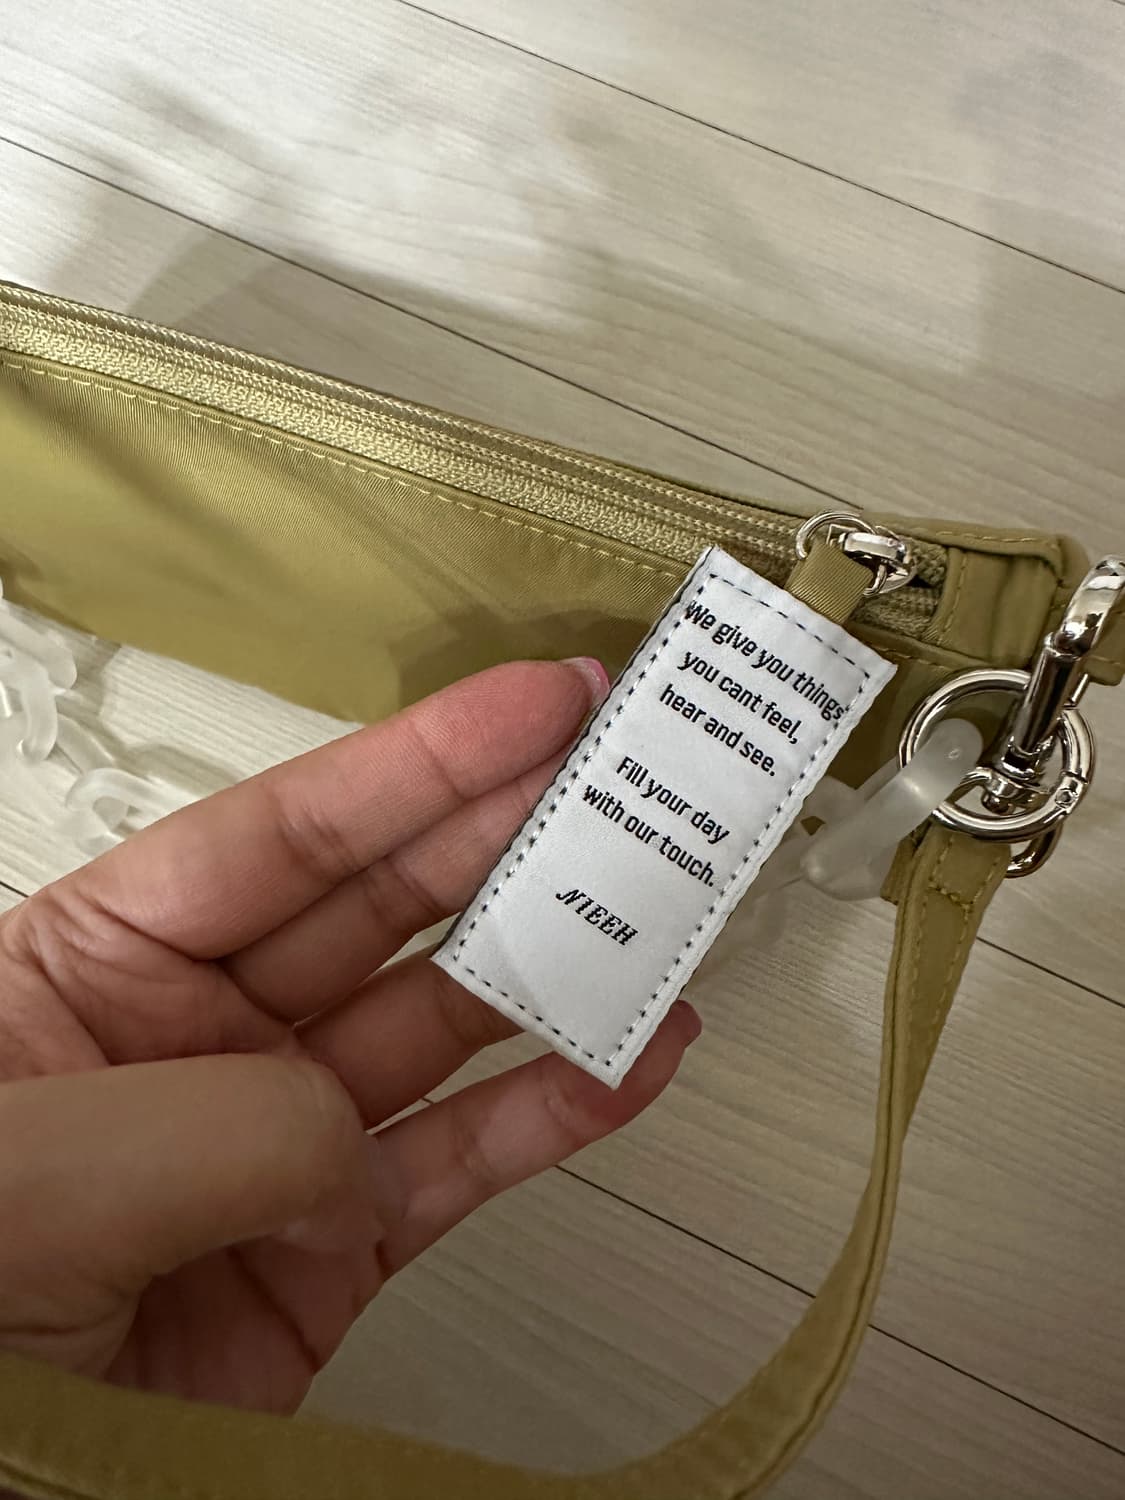 We give you things
you cant feel,
hear and see.
Fill your day
with our touch.
NIEEH